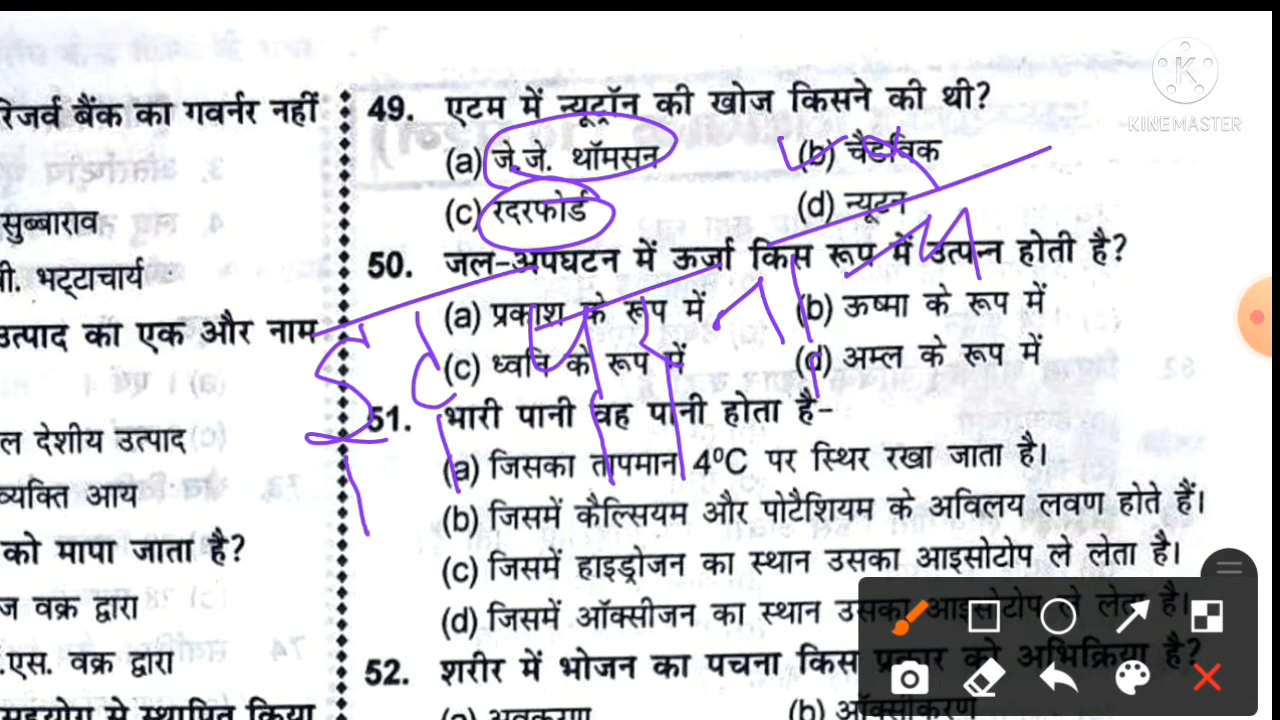 KINEMASTER
रिजर्व बैंक का गवर्नर नहीं
सुब्बाराव
वी. भट्टाचार्य
उत्पाद का एक और नाम
ल देशीय उत्पाद
व्यक्ति आय
को मापा जाता है?
ज वक्र द्वारा
.एस. वक्र द्वारा
सहयोग से स्थापित किया
49. एटम में न्यूट्रॉन की खोज किसने की थी?
(a) जे.जे. थॉमसन (b) चैडविक
(c) रदरफोर्ड (d) न्यूटन
50. जल-अपघटन में ऊर्जा किस रूप में उत्पन्न होती है?
(a) प्रकाश के रूप में (b) ऊष्मा के रूप में
(c) ध्वनि के रूप में (d) अम्ल के रूप में
51. भारी पानी वह पानी होता है–
(a) जिसका तापमान 4°C पर स्थिर रखा जाता है।
(b) जिसमें कैल्सियम और पोटैशियम के अविलय लवण होते हैं।
(c) जिसमें हाइड्रोजन का स्थान उसका आइसोटोप ले लेता है।
(d) जिसमें ऑक्सीजन का स्थान उसका आइसोटोप ले लेता है।
52. शरीर में भोजन का पचना किस प्रकार की अभिक्रिया है?
(a) अवकरण (b) ऑक्सीकरण